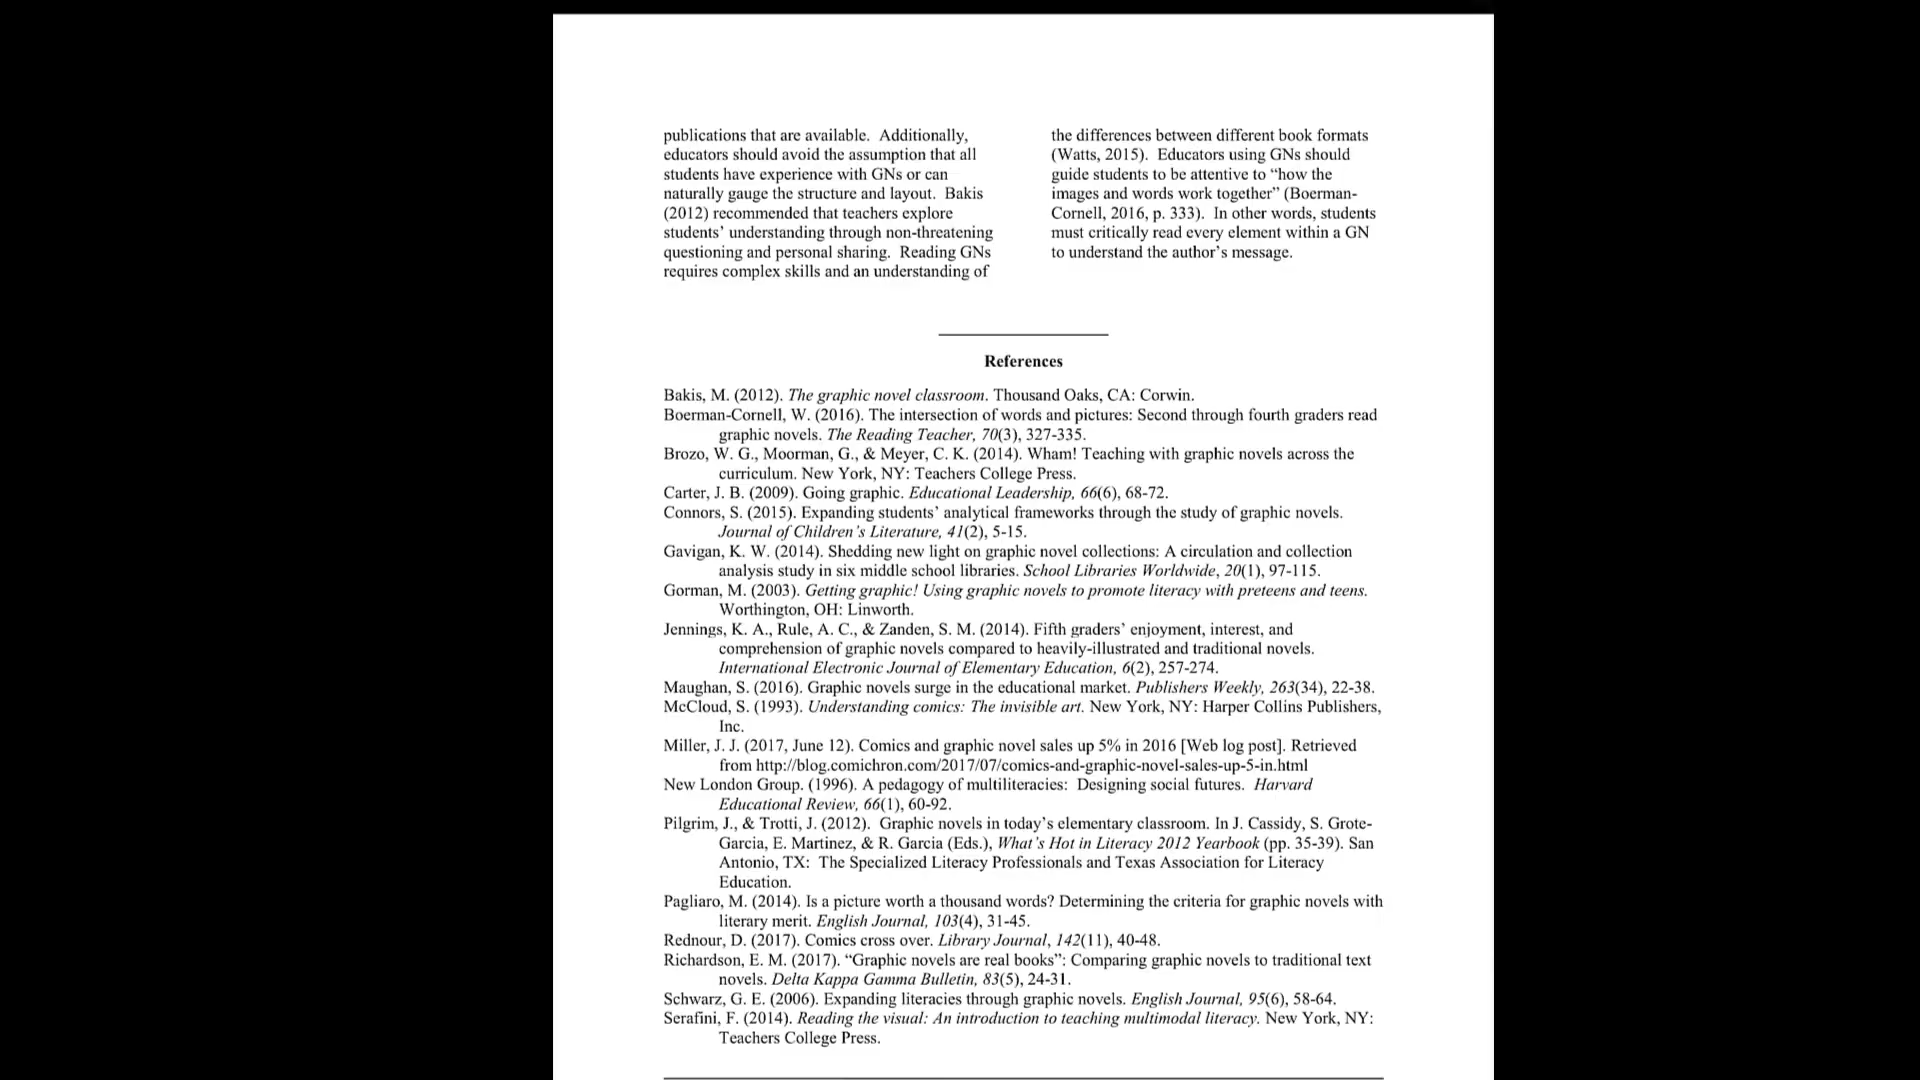 publications that are available.  Additionally,
educators should avoid the assumption that all
students have experience with GNs or can
naturally gauge the structure and layout.  Bakis
(2012) recommended that teachers explore
students’ understanding through non-threatening
questioning and personal sharing.  Reading GNs
requires complex skills and an understanding of
the differences between different book formats
(Watts, 2015).  Educators using GNs should
guide students to be attentive to “how the
images and words work together” (Boerman-
Cornell, 2016, p. 333).  In other words, students
must critically read every element within a GN
to understand the author’s message.
References
Bakis, M. (2012). The graphic novel classroom. Thousand Oaks, CA: Corwin.
Boerman-Cornell, W. (2016). The intersection of words and pictures: Second through fourth graders read
graphic novels. The Reading Teacher, 70(3), 327-335.
Brozo, W. G., Moorman, G., & Meyer, C. K. (2014). Wham! Teaching with graphic novels across the
curriculum. New York, NY: Teachers College Press.
Carter, J. B. (2009). Going graphic. Educational Leadership, 66(6), 68-72.
Connors, S. (2015). Expanding students’ analytical frameworks through the study of graphic novels.
Journal of Children’s Literature, 41(2), 5-15.
Gavigan, K. W. (2014). Shedding new light on graphic novel collections: A circulation and collection
analysis study in six middle school libraries. School Libraries Worldwide, 20(1), 97-115.
Gorman, M. (2003). Getting graphic! Using graphic novels to promote literacy with preteens and teens.
Worthington, OH: Linworth.
Jennings, K. A., Rule, A. C., & Zanden, S. M. (2014). Fifth graders’ enjoyment, interest, and
comprehension of graphic novels compared to heavily-illustrated and traditional novels.
International Electronic Journal of Elementary Education, 6(2), 257-274.
Maughan, S. (2016). Graphic novels surge in the educational market. Publishers Weekly, 263(34), 22-38.
McCloud, S. (1993). Understanding comics: The invisible art. New York, NY: Harper Collins Publishers,
Inc.
Miller, J. J. (2017, June 12). Comics and graphic novel sales up 5% in 2016 [Web log post]. Retrieved
from http://blog.comichron.com/2017/07/comics-and-graphic-novel-sales-up-5-in.html
New London Group. (1996). A pedagogy of multiliteracies:  Designing social futures.  Harvard
Educational Review, 66(1), 60-92.
Pilgrim, J., & Trotti, J. (2012).  Graphic novels in today’s elementary classroom. In J. Cassidy, S. Grote-
Garcia, E. Martinez, & R. Garcia (Eds.), What’s Hot in Literacy 2012 Yearbook (pp. 35-39). San
Antonio, TX:  The Specialized Literacy Professionals and Texas Association for Literacy
Education.
Pagliaro, M. (2014). Is a picture worth a thousand words? Determining the criteria for graphic novels with
literary merit. English Journal, 103(4), 31-45.
Rednour, D. (2017). Comics cross over. Library Journal, 142(11), 40-48.
Richardson, E. M. (2017). “Graphic novels are real books”: Comparing graphic novels to traditional text
novels. Delta Kappa Gamma Bulletin, 83(5), 24-31.
Schwarz, G. E. (2006). Expanding literacies through graphic novels. English Journal, 95(6), 58-64.
Serafini, F. (2014). Reading the visual: An introduction to teaching multimodal literacy. New York, NY:
Teachers College Press.